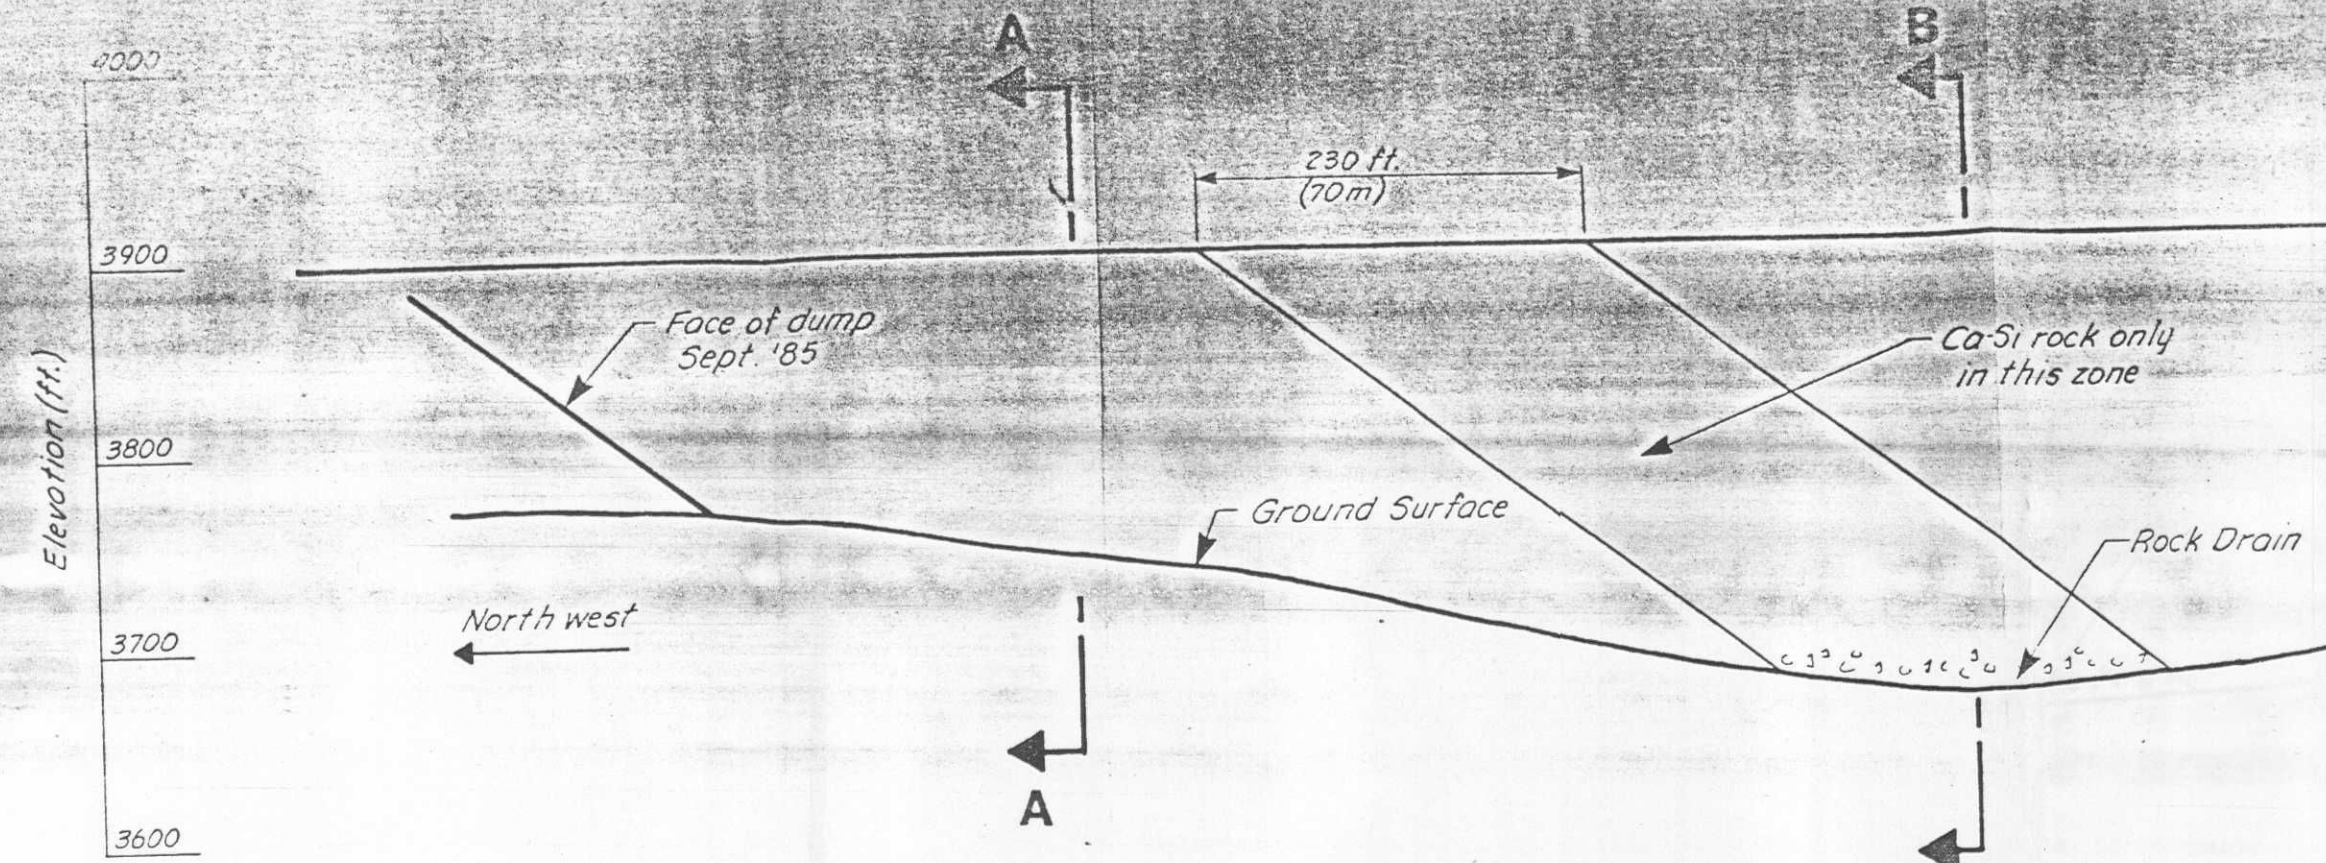 A
B
4000
230 ft.
(70m)
3900
Face of dump
Sept. '85
Ca-Si rock only
in this zone
Elevation (ft.)
3800
Ground Surface
Rock Drain
North west
3700
A
3600